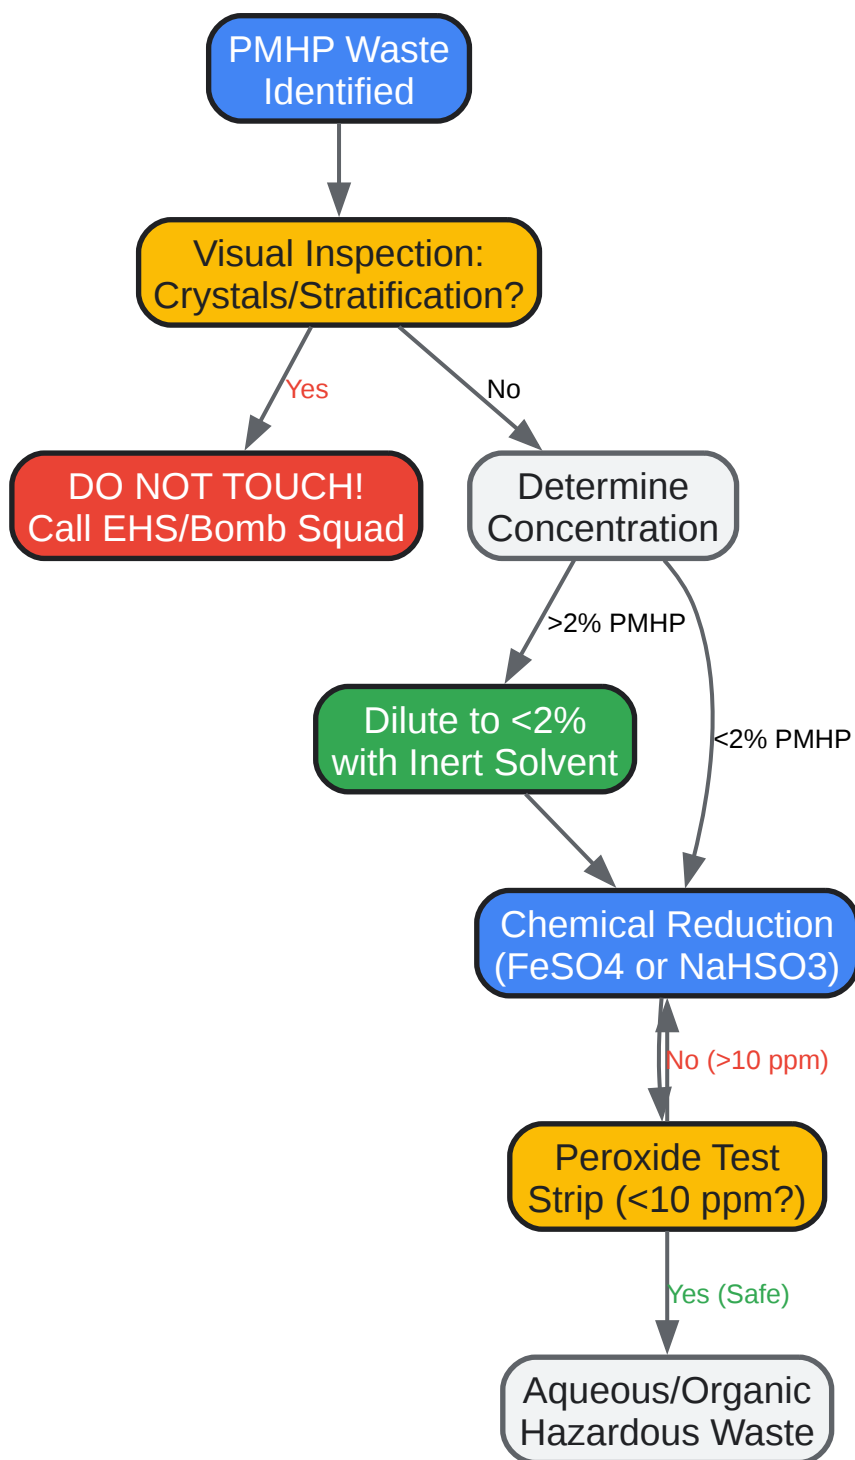 PMHP Waste
Identified
Visual Inspection:
Crystals/Stratification?
Yes
No
DO NOT TOUCH!
Call EHS/Bomb Squad
Determine
Concentration
>2% PMHP
Dilute to <2%
with Inert Solvent
<2% PMHP
Chemical Reduction
(FeSO4 or NaHSO3)
No (>10 ppm)
Peroxide Test
Strip (<10 ppm?)
Yes (Safe)
Aqueous/Organic
Hazardous Waste